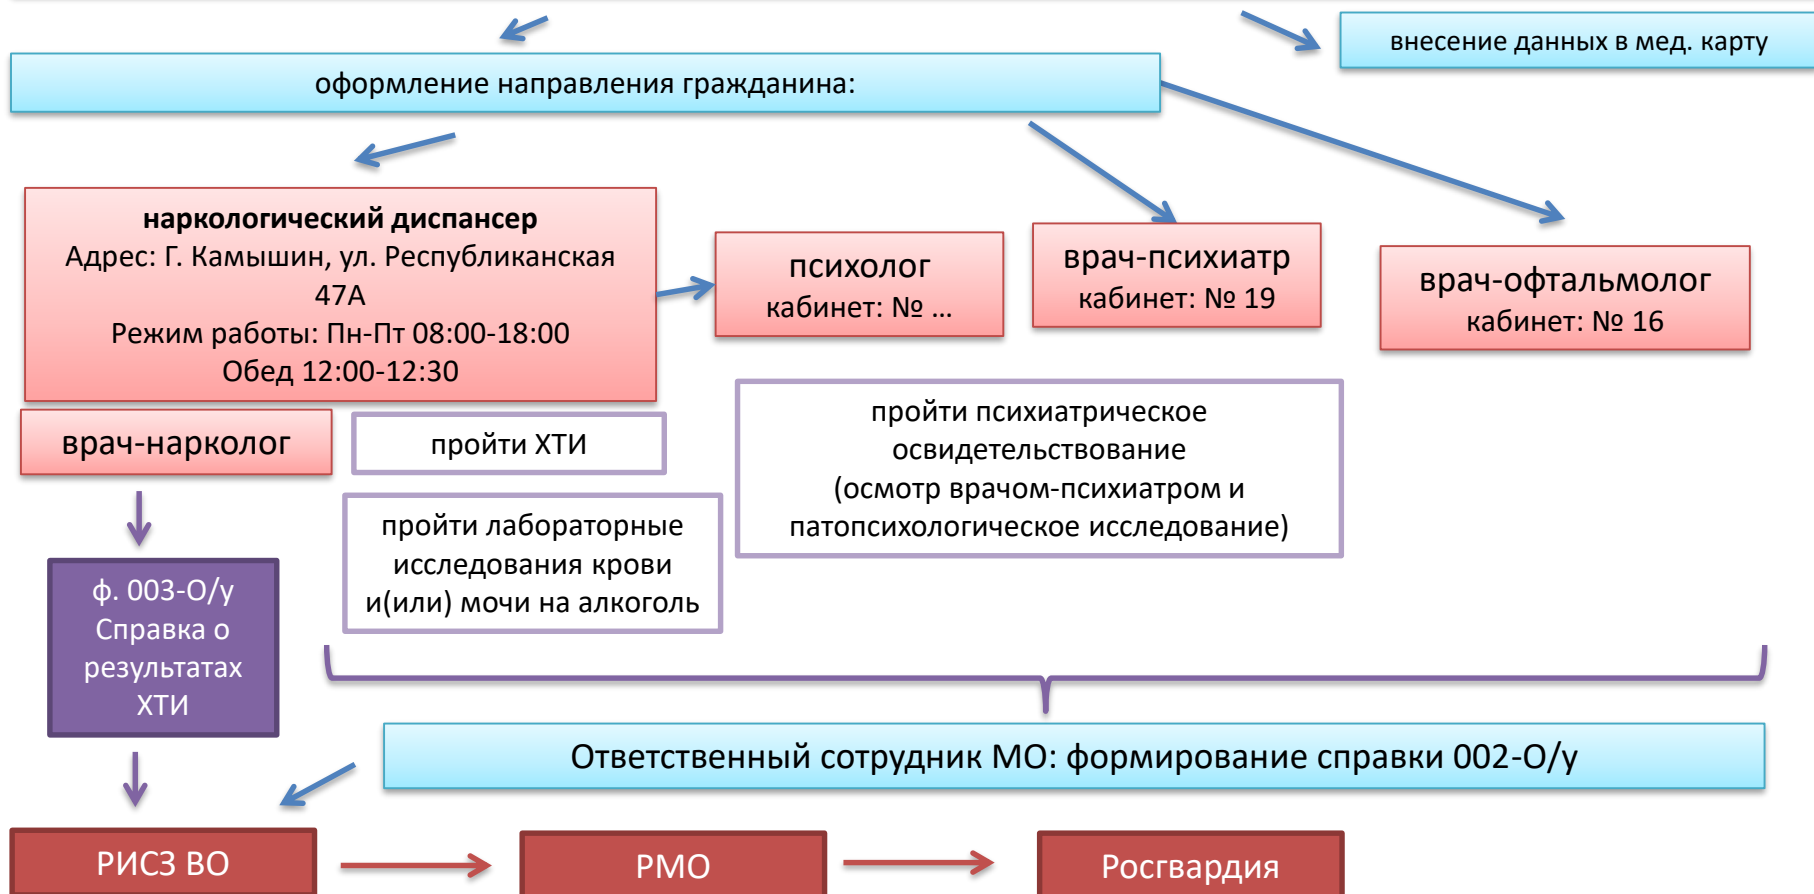 внесение данных в мед. карту
оформление направления гражданина:
наркологический диспансер
Адрес: Г. Камышин, ул. Республиканская
47А
Режим работы: Пн-Пт 08:00-18:00
Обед 12:00-12:30
психолог
кабинет: № ...
врач-психиатр
кабинет: № 19
врач-офтальмолог
кабинет: № 16
врач-нарколог
пройти ХТИ
пройти психиатрическое
освидетельствование
(осмотр врачом-психиатром и
патопсихологическое исследование)
пройти лабораторные
исследования крови
и(или) мочи на алкоголь
ф. 003-О/у
Справка о
результатах
ХТИ
Ответственный сотрудник МО: формирование справки 002-О/у
РИСЗ ВО
РМО
Росгвардия